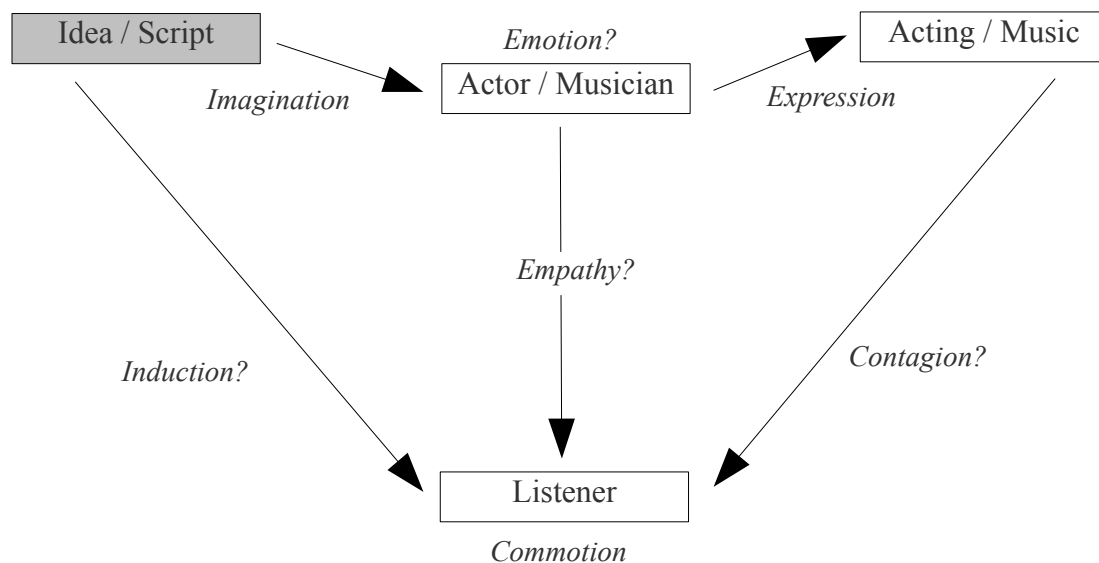 Idea / Script
Emotion?
Acting / Music
Actor / Musician
Imagination
Expression
Empathy?
Induction?
Contagion?
Listener
Commotion